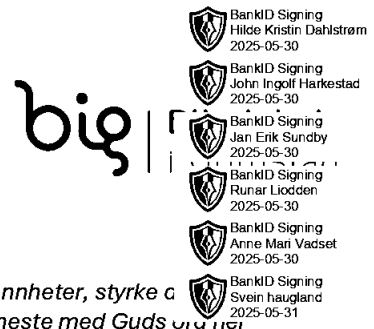 BankID Signing
Hilde Kristin Dahlstrøm
2025-05-30
BankID Signing
John Ingolf Harkestad
2025-05-30
big
BankID Signing
Jan Erik Sundby
2025-05-30
BankID Signing
Runar Liodden
2025-05-30
BankID Signing
Anne Mari Vadset
2025-05-30
BankID Signing
Svein haugland
2025-05-31
nnheter, styrke
neste med Guds ord